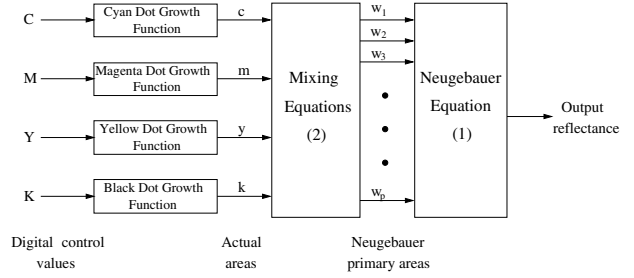 C
Cyan Dot Growth
Function
c
M
Magenta Dot Growth
Function
m
Y
Yellow Dot Growth
Function
y
K
Black Dot Growth
Function
k
Mixing
Equations
(2)
w1
w2
w3
wp
Neugebauer
Equation
(1)
Output
reflectance
Digital control
values
Actual
areas
Neugebauer
primary areas